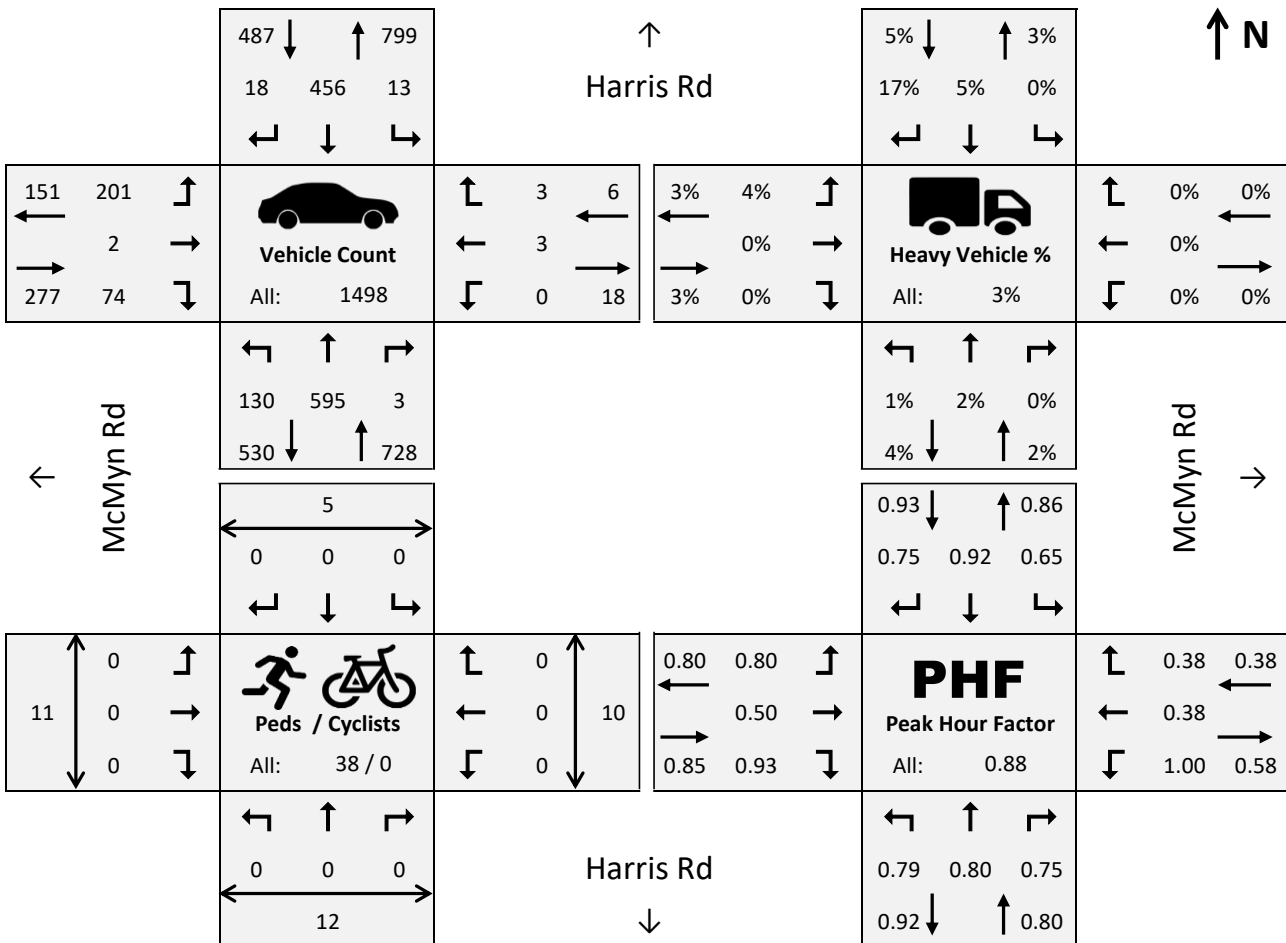 487 799 5% 3% N
Harris Rd
18 456 13 17% 5% 0%
151 201 3 6 3% 4% 0% 0%
2 Vehicle Count 3 0% Heavy Vehicle % 0%
277 74 All: 1498 0 18 3% 0% All: 3% 0% 0%
130 595 3 1% 2% 0%
530 728 4% 2%
McMyn Rd
McMyn Rd
5 0.93 0.86
0 0 0 0.75 0.92 0.65
0 0 0.80 0.80 PHF 0.38 0.38
11 0 Peds / Cyclists 0 10 0.50 Peak Hour Factor 0.38
0 All: 38 / 0 0 0.85 0.93 All: 0.88 1.00 0.58
0 0 0 Harris Rd 0.79 0.80 0.75
12 0.92 0.80